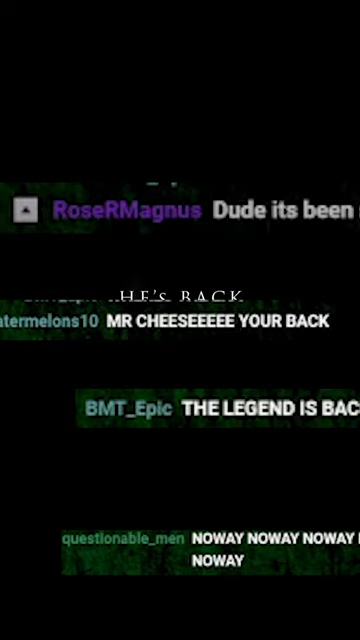 RoseRMagnus Dude its been
HE's BACK
atermelons10 MR CHEESEEEEE YOUR BACK
BMT_Epic THE LEGEND IS BAC
questionable_men NOWAY NOWAY NOWAY
NOWAY